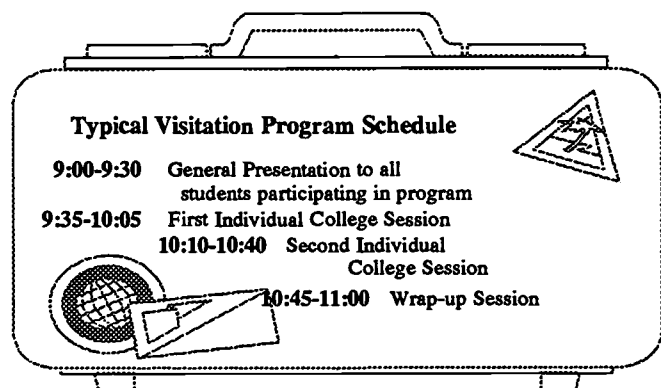 Typical Visitation Program Schedule
9:00-9:30 General Presentation to all
students participating in program
9:35-10:05 First Individual College Session
10:10-10:40 Second Individual
College Session
10:45-11:00 Wrap-up Session